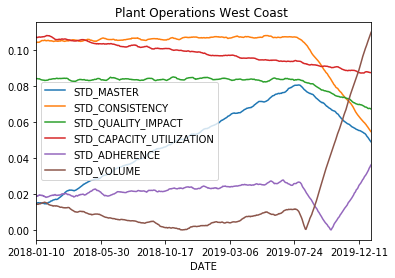 Plant Operations West Coast
0.10
0.08
0.06
0.04
0.02
0.00
STD_MASTER
STD_CONSISTENCY
STD_QUALITY_IMPACT
STD_CAPACITY_UTILIZATION
STD_ADHERENCE
STD_VOLUME
2018-01-10 2018-05-30 2018-10-17 2019-03-06 2019-07-24 2019-12-11
DATE